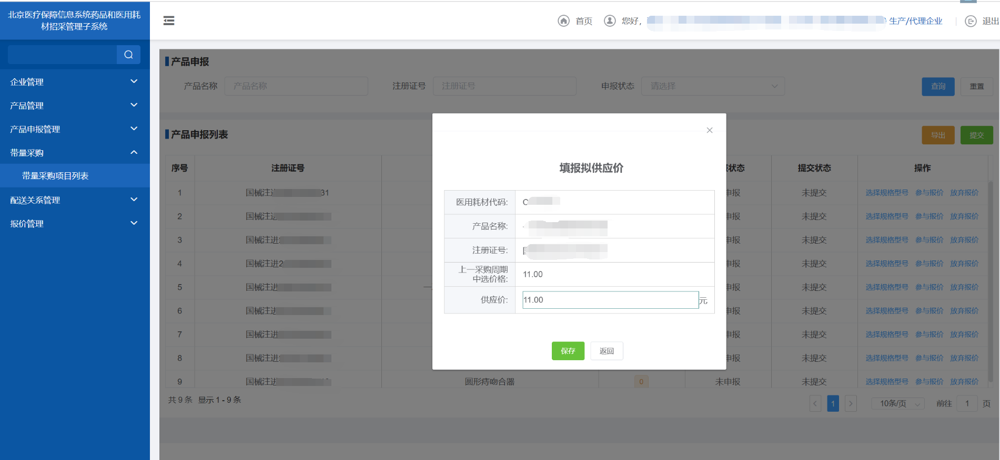 北京医疗保障信息系统药品和医用耗
材招采管理子系统
首页
您好，
生产/代理企业
退出
企业管理
产品管理
产品申报管理
带量采购
带量采购项目列表
配送关系管理
报价管理
产品申报
产品名称 产品名称 注册证号 注册证号 申报状态 请选择 查询 重置
产品申报列表
导出 提交
序号 注册证号 状态 提交状态 操作
1 国械注进 31 申报 未提交 选择规格型号 参与报价 放弃报价
2 国械注进 申报 未提交 选择规格型号 参与报价 放弃报价
3 国械注进 申报 未提交 选择规格型号 参与报价 放弃报价
4 国械注进2 申报 未提交 选择规格型号 参与报价 放弃报价
5 国械注进 申报 未提交 选择规格型号 参与报价 放弃报价
6 国械注进 申报 未提交 选择规格型号 参与报价 放弃报价
7 国械注进 申报 未提交 选择规格型号 参与报价 放弃报价
8 国械注进 申报 未提交 选择规格型号 参与报价 放弃报价
9 国械注进 圆形痔吻合器 0 未申报 未提交 选择规格型号 参与报价 放弃报价
共 9 条 显示 1 - 9 条
1 10条/页 前往 1 页
填报拟供应价
医用耗材代码: C
产品名称:
注册证号:
上一采购周期
中选价格: 11.00
供应价: 11.00 元
保存 返回